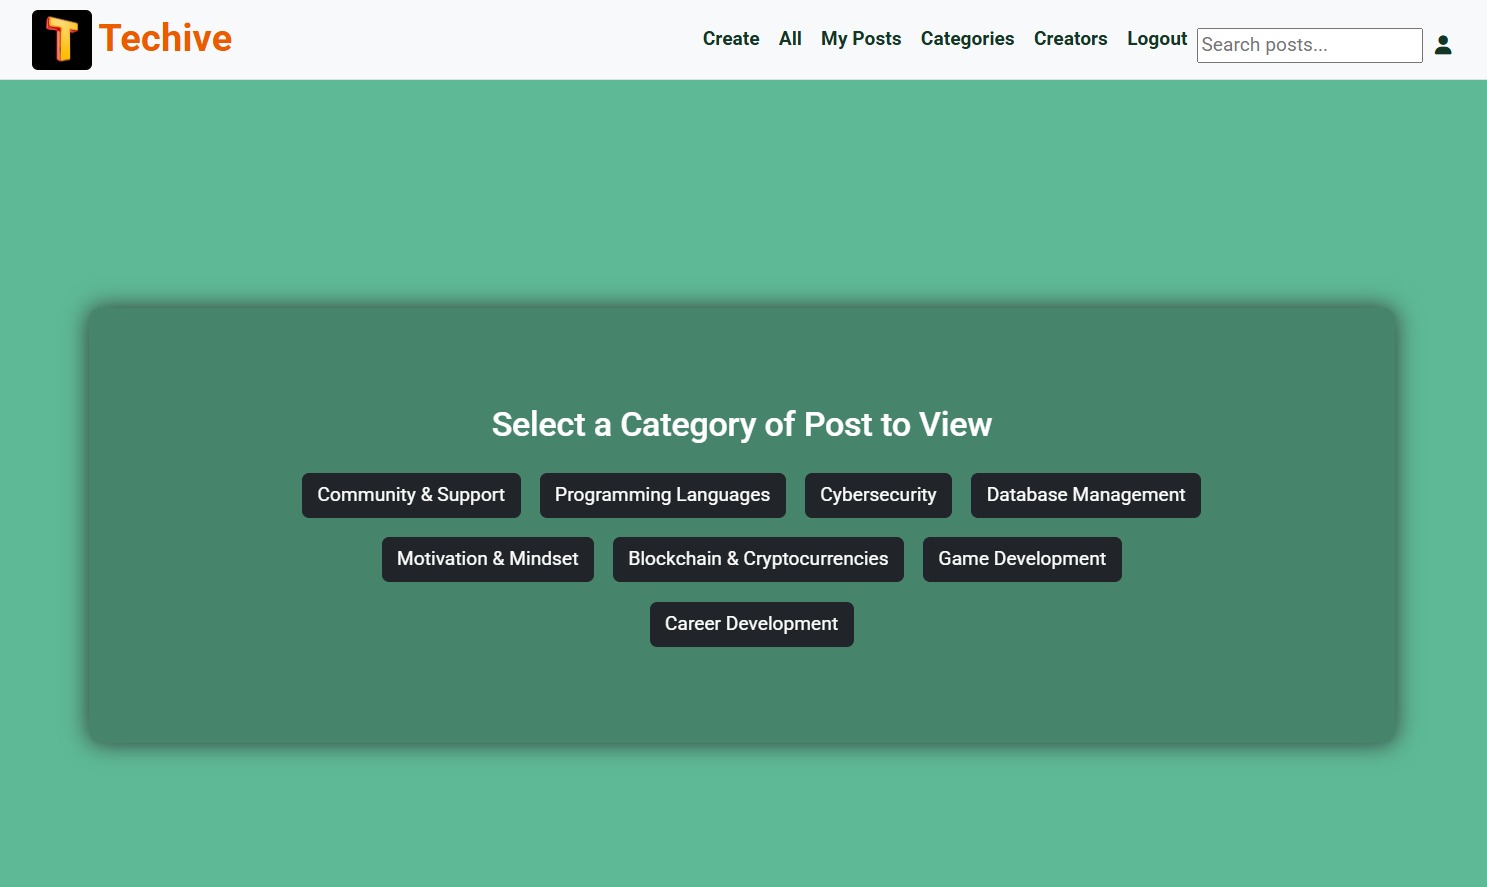 T Techive Create All My Posts Categories Creators Logout Search posts...
Select a Category of Post to View
Community & Support Programming Languages Cybersecurity Database Management
Motivation & Mindset Blockchain & Cryptocurrencies Game Development
Career Development